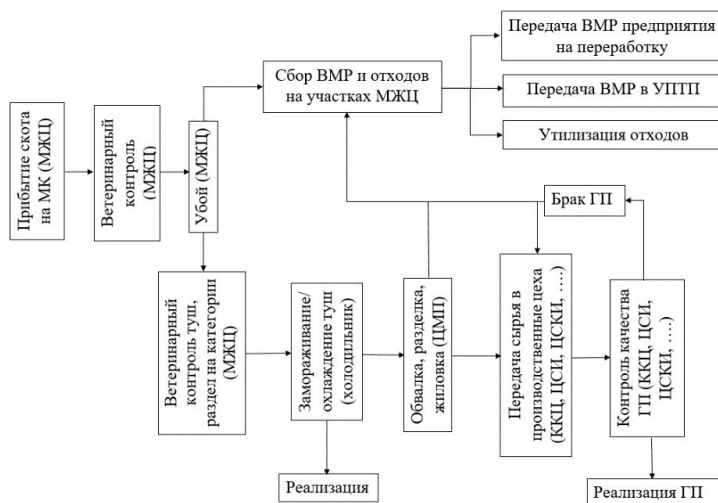 Передача ВМР предприятия
на переработку
Сбор ВМР и отходов
на участках МЖЦ
Передача ВМР в УПТП
Утилизация отходов
Прибытие скота
на МК (МЖЦ)
Ветеринарный
контроль
(МЖЦ)
Убой (МЖЦ)
Брак ГП
Ветеринарный
контроль туш,
раздел на категории
(МЖЦ)
Замораживание/
охлаждение туш
(холодильник)
Обвалка, разделка,
жиловка (ЦМП)
Передача сырья в
производственные цеха
(ККЦ, ЦСИ, ЦСКИ, ….)
Контроль качества
ГП (ККЦ, ЦСИ,
ЦСКИ, ….)
Реализация
Реализация ГП